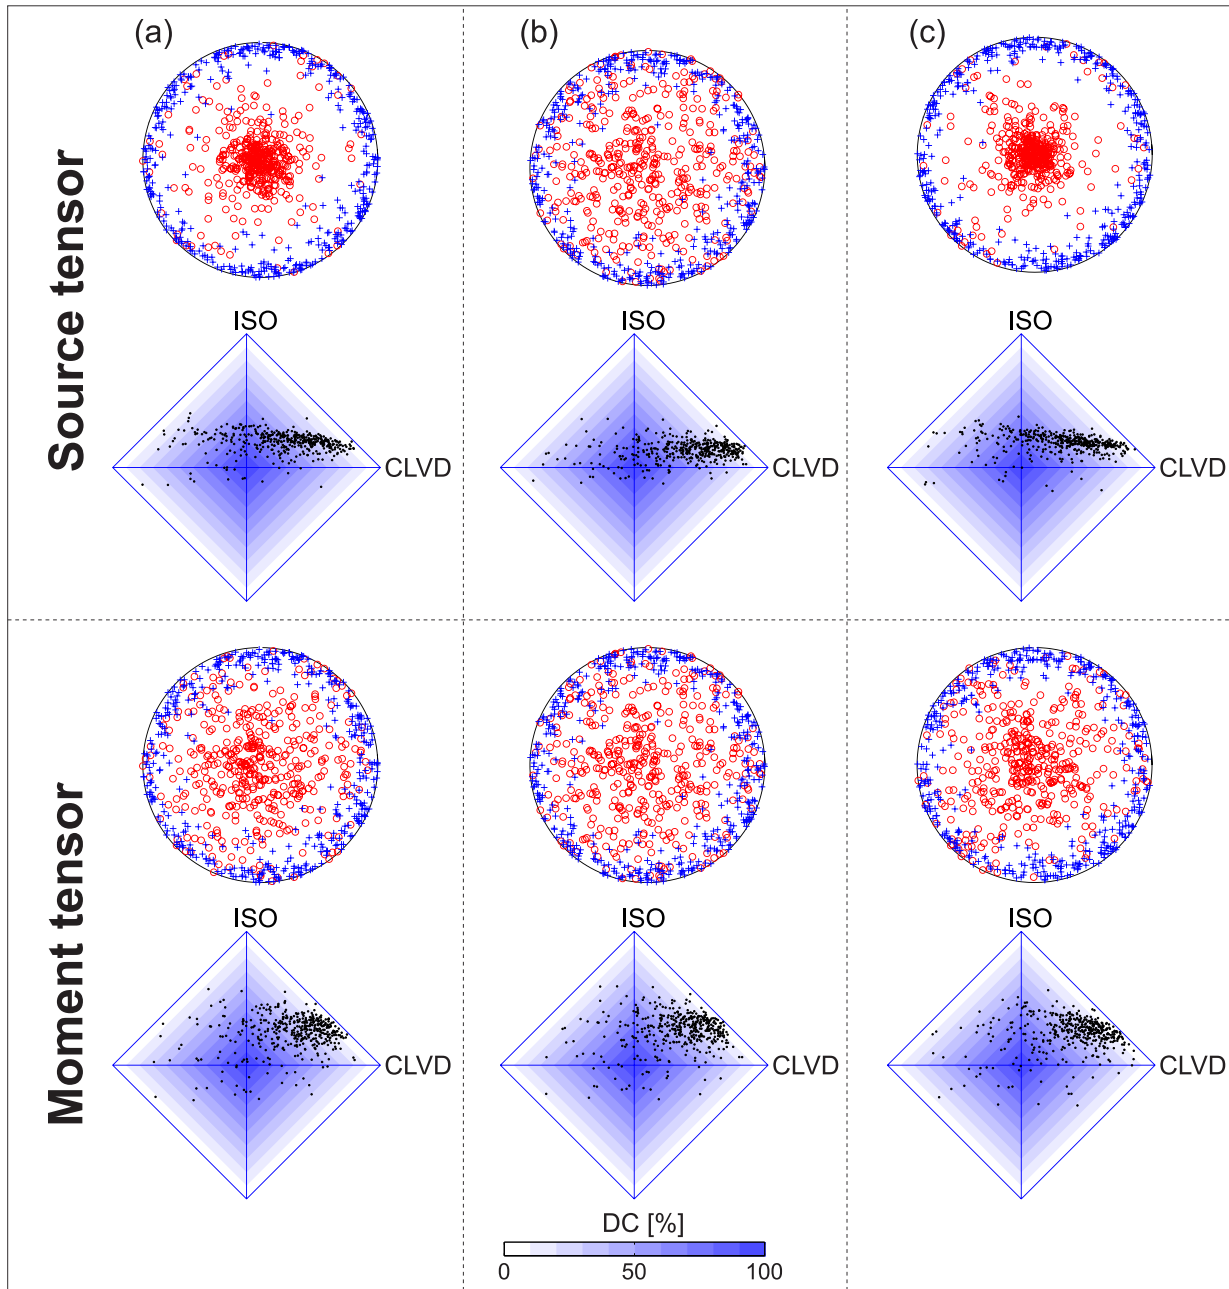 (a)
(b)
(c)
Source tensor
ISO
ISO
ISO
CLVD
CLVD
CLVD
Moment tensor
ISO
ISO
ISO
CLVD
CLVD
CLVD
DC [%]
0
50
100